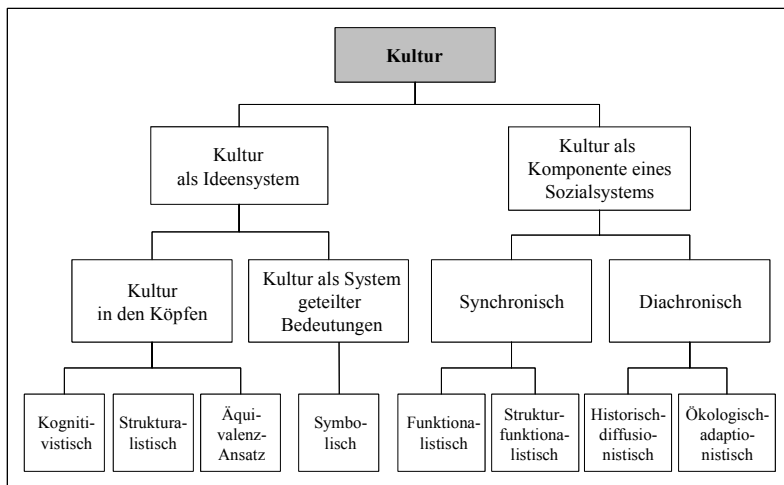 Kultur
Kultur
als Ideensystem
Kultur als
Komponente eines
Sozialsystems
Kultur
in den Köpfen
Kultur als System
geteilter
Bedeutungen
Synchronisch
Diachronisch
Kogniti-
vistisch
Struktura-
listisch
Äqui-
valenz-
Ansatz
Symbo-
lisch
Funktiona-
listisch
Struktur-
funktiona-
listisch
Historisch-
diffusio-
nistisch
Ökologisch-
adaptio-
nistisch